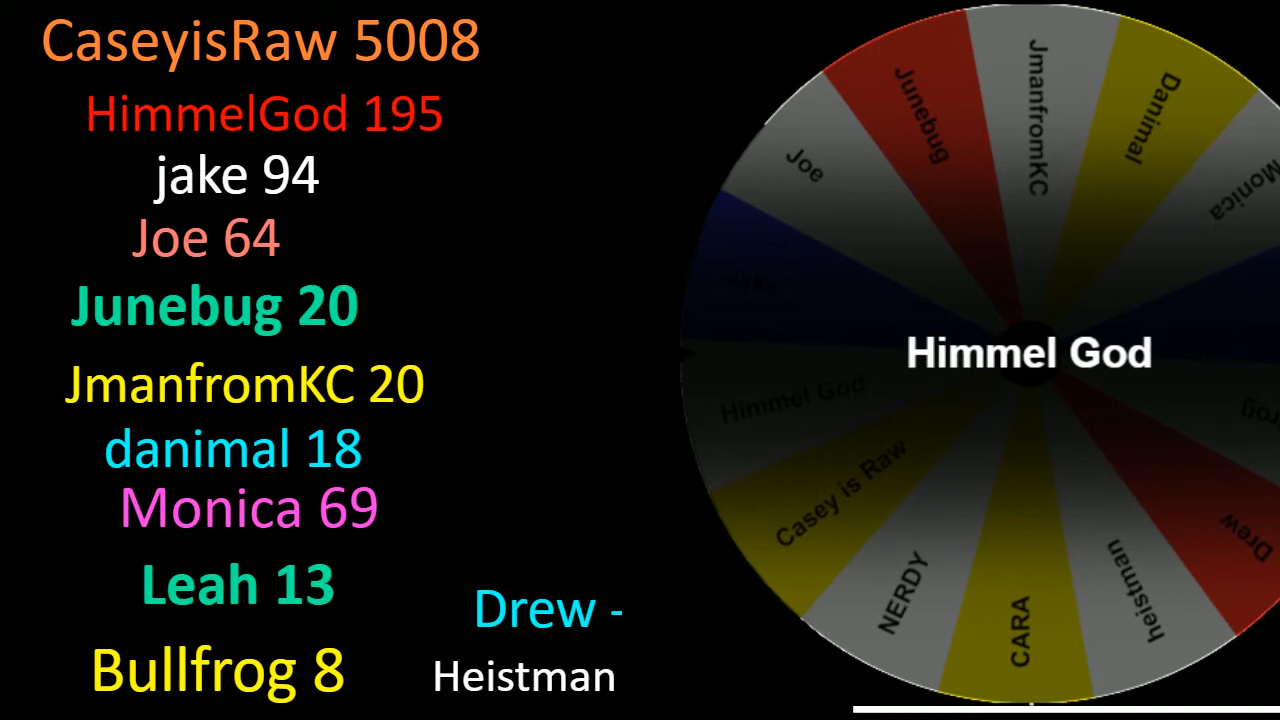 CaseyisRaw 5008
HimmelGod 195
jake 94
Joe 64
Junebug 20
JmanfromKC 20
danimal 18
Monica 69
Leah 13
Bullfrog 8
Drew -
Heistman
Joe
Junebug
JmanfromKC
Danimal
Monica
Himmel God
Himmel God
Casey is Raw
NERDY
CARA
heistman
Drew
rog